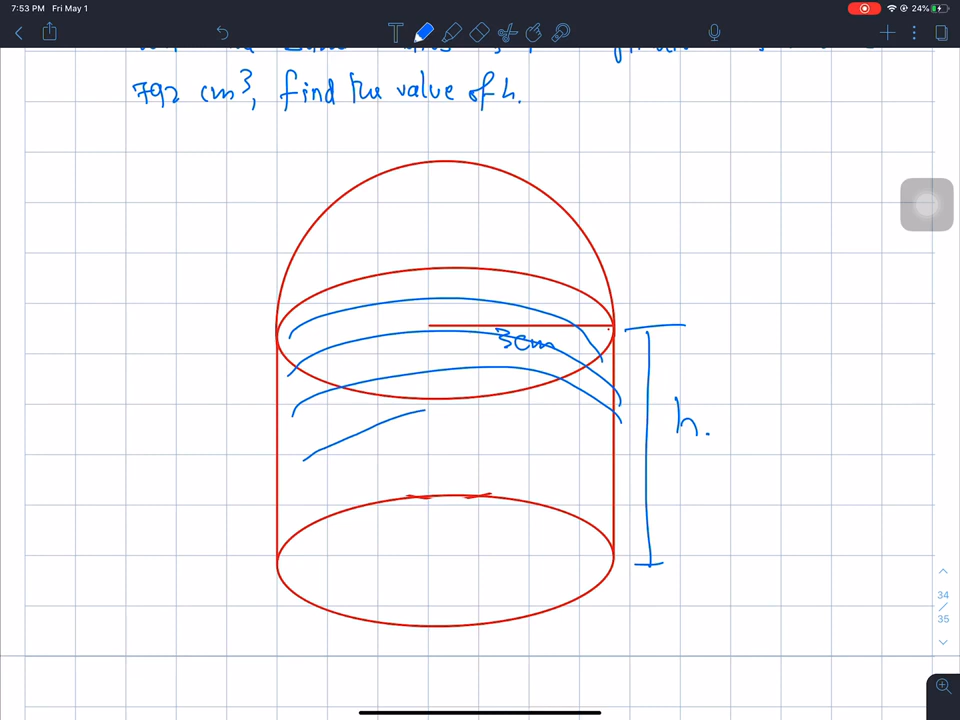 7:53 PM Fri May 1
24%
792 cm³, find the value of h.
3cm
h.
34
/
35